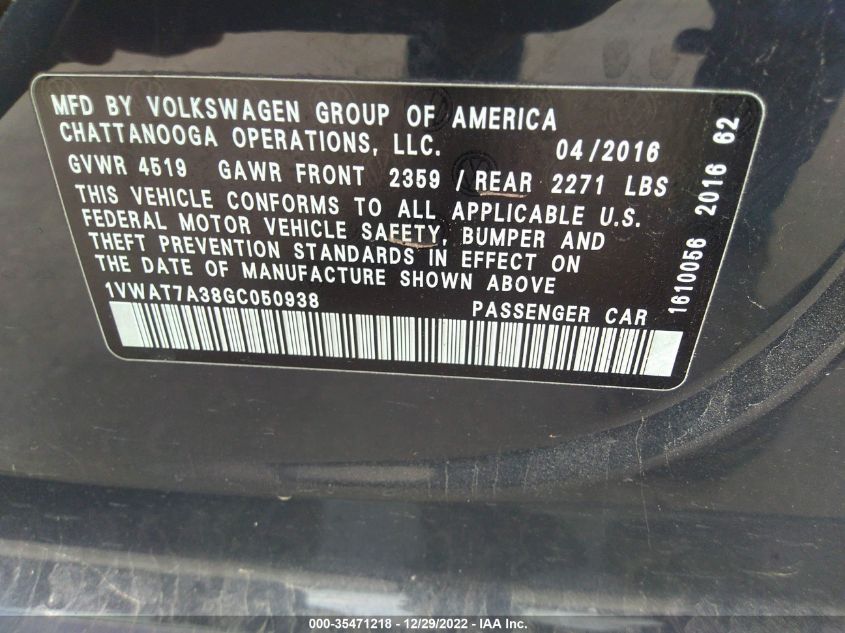 MFD BY VOLKSWAGEN GROUP OF AMERICA
CHATTANOOGA OPERATIONS, LLC. 04/2016
GVWR 4519 GAWR FRONT 2359 / REAR 2271 LBS
THIS VEHICLE CONFORMS TO ALL APPLICABLE U.S.
FEDERAL MOTOR VEHICLE SAFETY, BUMPER AND
THEFT PREVENTION STANDARDS IN EFFECT ON
THE DATE OF MANUFACTURE SHOWN ABOVE
1VWAT7A38GC050938 PASSENGER CAR
1610056 2016 62
000-35471218 - 12/29/2022 - IAA Inc.